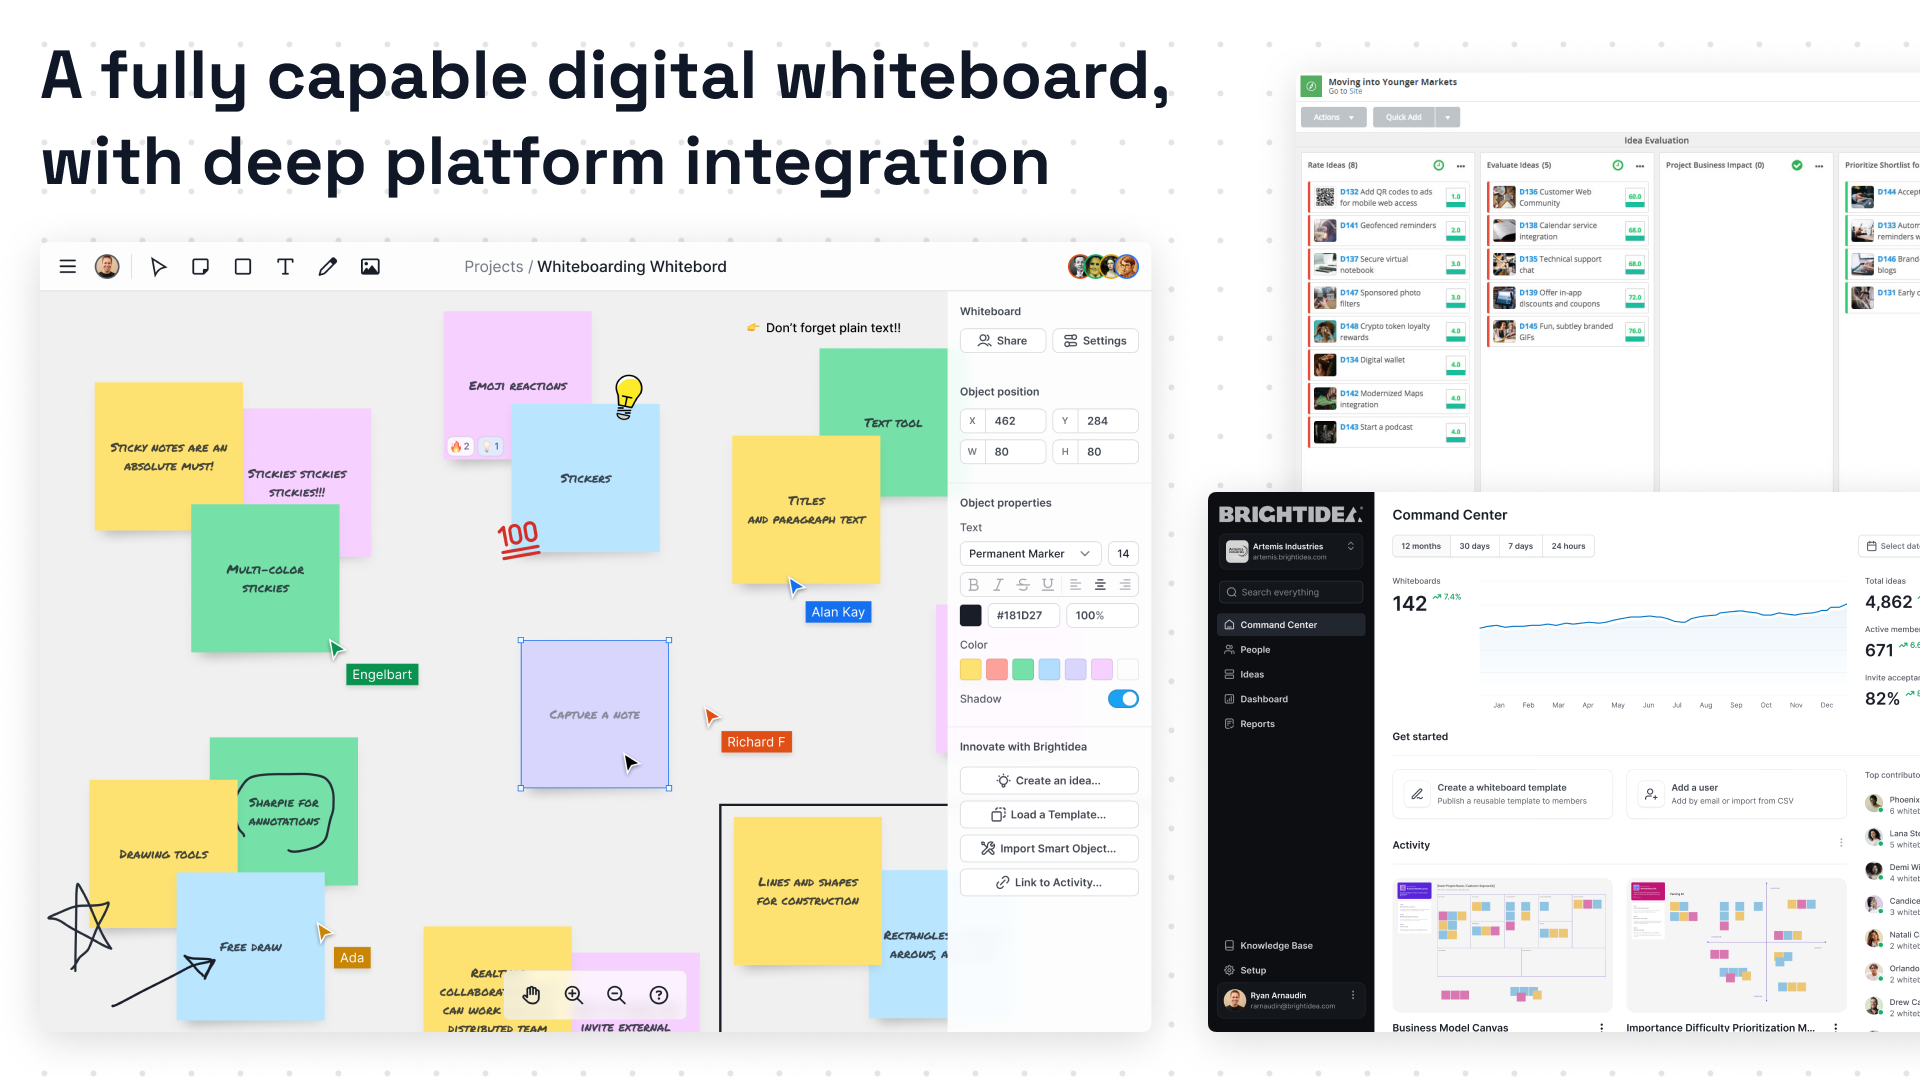 A fully capable digital whiteboard,
with deep platform integration
Projects / Whiteboarding Whitebord
👉 Don't forget plain text!!
EMOJI REACTIONS
🔥2
1
STICKERS
100
TEXT TOOL
TITLES
AND PARAGRAPH TEXT
STICKY NOTES ARE AN
ABSOLUTE MUST!
STICKIES STICKIES
STICKIES!!!
MULTI-COLOR
STICKIES
Engelbart
Alan Kay
CAPTURE A NOTE
Richard F
SHARPIE FOR
ANNOTATIONS
DRAWING TOOLS
FREE DRAW
Ada
LINES AND SHAPES
FOR CONSTRUCTION
RECTANGLES
ARROWS, A
COLLABORAT
CAN WORK
DISTRIBUTED TEAM
INVITE EXTERNAL
Whiteboard
Share
Settings
Object position
X 462
Y 284
W 80
H 80
Object properties
Text
Permanent Marker
14
B I S U
#181D27
100%
Color
Shadow
Innovate with Brightidea
Create an idea...
Load a Template...
Import Smart Object...
Link to Activity...
Moving into Younger Markets
Go to Site
Actions
Quick Add
Idea Evaluation
Rate Ideas (8)
D132 Add QR codes to ads
for mobile web access
1.0
D141 Geofenced reminders
2.0
D137 Secure virtual
notebook
3.0
D147 Sponsored photo
filters
3.0
D148 Crypto token loyalty
rewards
4.0
D134 Digital wallet
4.0
D142 Modernized Maps
integration
4.0
D143 Start a podcast
4.0
Evaluate Ideas (5)
D136 Customer Web
Community
60.0
D138 Calendar service
integration
68.0
D135 Technical support
chat
68.0
D139 Offer in-app
discounts and coupons
72.0
D145 Fun, subtley branded
GIFs
76.0
Project Business Impact (0)
Prioritize Shortlist fo
D144 Accept
D133 Autom
reminders w
D146 Brand-
blogs
D131 Early c
BRIGHTIDEA
Artemis Industries
artemis.brightidea.com
Search everything
Command Center
People
Ideas
Dashboard
Reports
Knowledge Base
Setup
Ryan Arnaudin
rarnaudin@brightidea.com
Command Center
12 months
30 days
7 days
24 hours
Select date
Whiteboards
142
7.4%
Jan Feb Mar Apr May Jun Jul Aug Sep Oct Nov Dec
Total ideas
4,862
Active member
671
6.6
Invite acceptan
82%
Get started
Create a whiteboard template
Publish a reusable template to members
Add a user
Add by email or import from CSV
Activity
Business Model Canvas
Importance Difficulty Prioritization M...
Top contributo
Phoenix
6 whiteb
Lana Ste
5 whiteb
Demi Wi
4 whiteb
Candice
3 whiteb
Natali C
2 whiteb
Orlando
2 whiteb
Drew Ca
2 whiteb